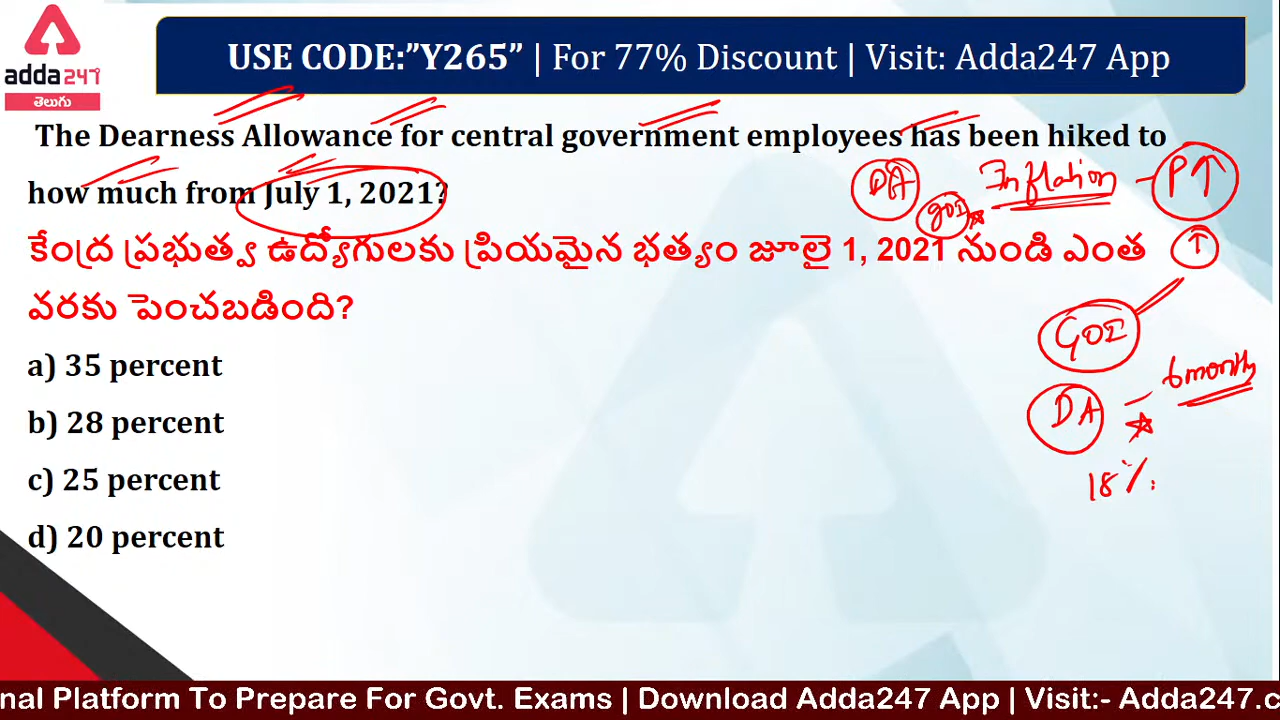 adda247
తెలుగు
USE CODE:”Y265” | For 77% Discount | Visit: Adda247 App
The Dearness Allowance for central government employees has been hiked to
how much from July 1, 2021?
కేంద్ర ప్రభుత్వ ఉద్యోగులకు ప్రియమైన భత్యం జూలై 1, 2021 నుండి ఎంత
వరకు పెంచబడింది?
a) 35 percent
b) 28 percent
c) 25 percent
d) 20 percent
DA
GOI
Inflation - P↑
↑
GOI
DA - 6 months
18%
nal Platform To Prepare For Govt. Exams | Download Adda247 App | Visit:- Adda247.c